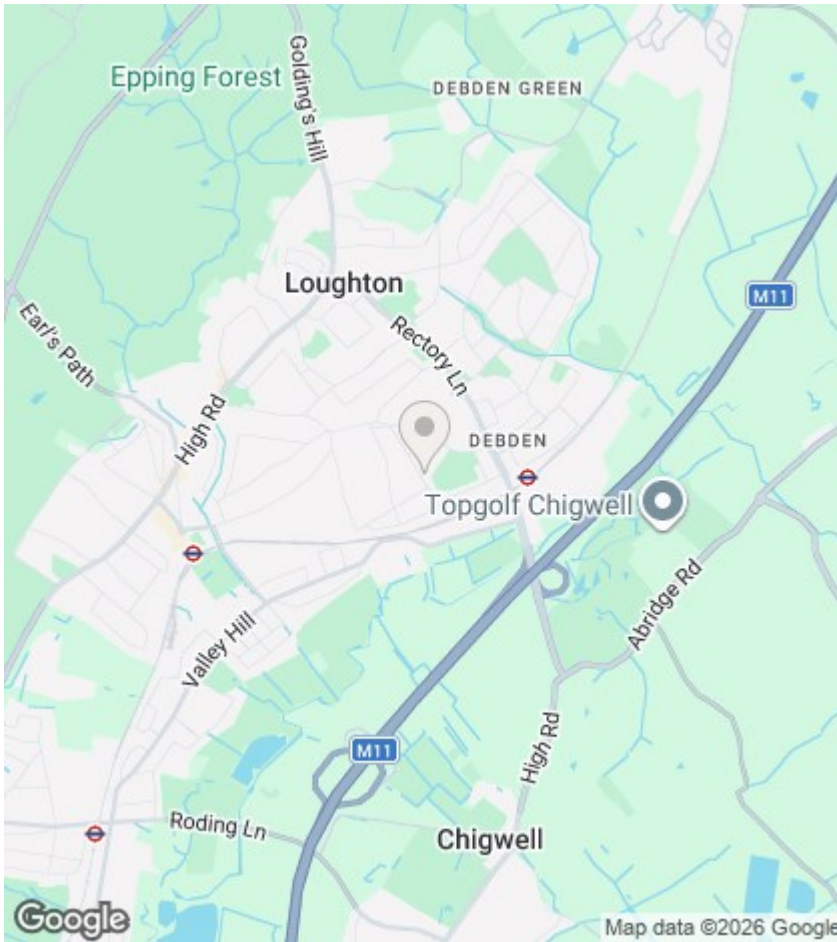 Epping Forest
Golding's Hill
DEBDEN GREEN
Loughton
M11
Earl's Path
Rectory Ln
High Rd
DEBDEN
Topgolf Chigwell
Abridge Rd
Valley Hill
High Rd
M11
Roding Ln
Chigwell
Google
Map data ©2026 Google